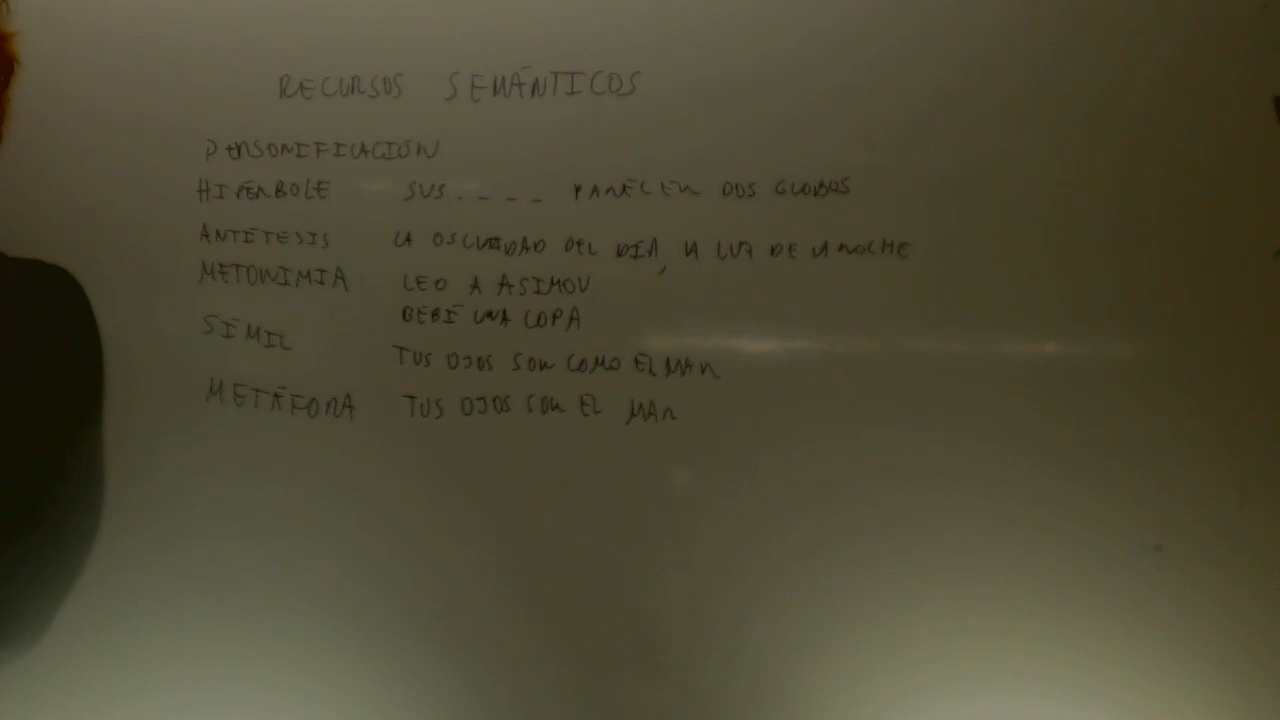 RECURSOS SEMÁNTICOS
PERSONIFICACIÓN
HIPÉRBOLE SUS . _ _ _ _ PARECEN DOS GLOBOS
ANTÍTESIS LA OSCURIDAD DEL DÍA, LA LUZ DE LA NOCHE
METONIMIA LEO A ASIMOV
BEBÍ UNA COPA
SÍMIL TUS OJOS SON COMO EL MAR
METÁFORA TUS OJOS SON EL MAR